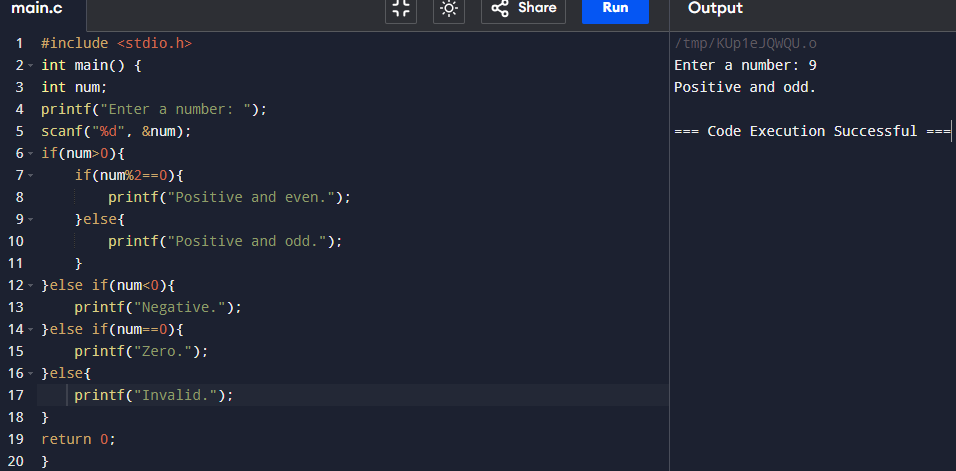 main.c Share Run Output
1 #include <stdio.h>
2 int main() {
3 int num;
4 printf("Enter a number: ");
5 scanf("%d", &num);
6 if(num>0){
7     if(num%2==0){
8         printf("Positive and even.");
9     }else{
10         printf("Positive and odd.");
11     }
12 }else if(num<0){
13     printf("Negative.");
14 }else if(num==0){
15     printf("Zero.");
16 }else{
17     printf("Invalid.");
18 }
19 return 0;
20 }
/tmp/KUp1eJQWQU.o
Enter a number: 9
Positive and odd.
=== Code Execution Successful ===